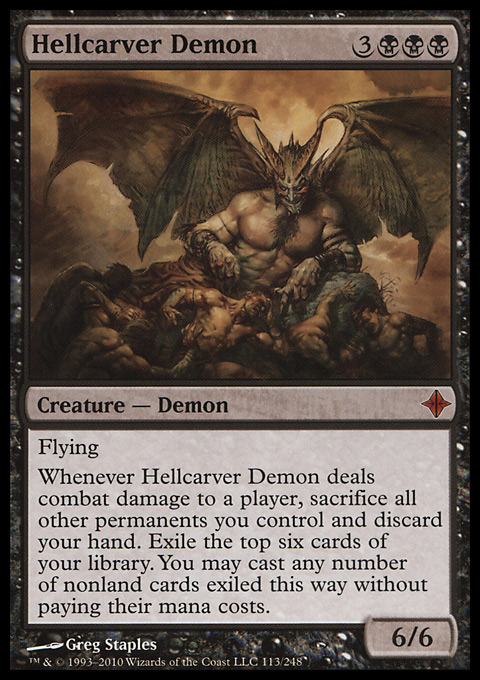 Hellcarver Demon 3
Creature — Demon
Flying
Whenever Hellcarver Demon deals
combat damage to a player, sacrifice all
other permanents you control and discard
your hand. Exile the top six cards of
your library. You may cast any number
of nonland cards exiled this way without
paying their mana costs.
6/6
Greg Staples
™ & © 1993–2010 Wizards of the Coast LLC 113/248